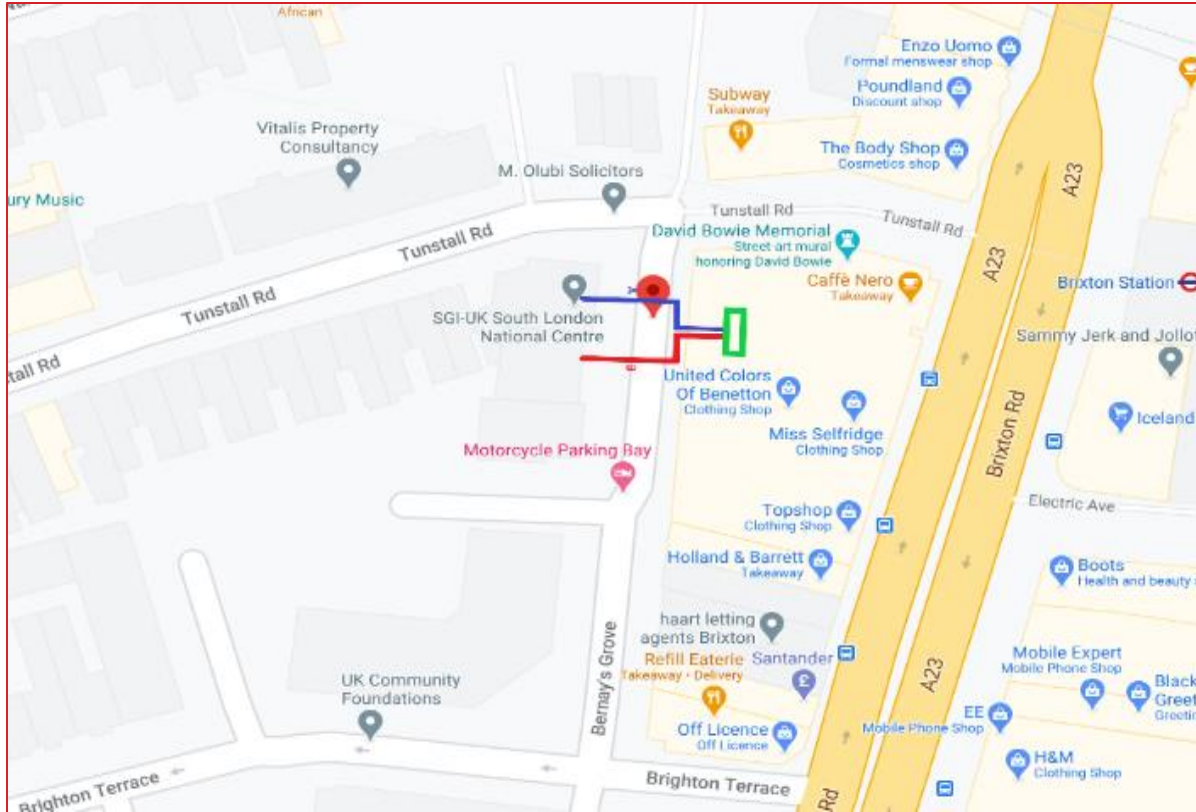 African
Enzo Uomo
Formal menswear shop
Poundland
Discount shop
Subway
Takeaway
Vitalis Property
Consultancy
The Body Shop
Cosmetics shop
A23
M. Olubi Solicitors
ury Music
Tunstall Rd
Tunstall Rd
Tunstall Rd
David Bowie Memorial
Street art mural
honoring David Bowie
A23
Caffè Nero
Takeaway
Brixton Station
Tunstall Rd
SGI-UK South London
National Centre
Sammy Jerk and Jollof
stall Rd
United Colors
Of Benetton
Clothing Shop
Miss Selfridge
Clothing Shop
Brixton Rd
Iceland
Motorcycle Parking Bay
Topshop
Clothing Shop
Electric Ave
Holland & Barrett
Takeaway
Boots
Health and beauty
haart letting
agents Brixton
Bernay's Grove
Refill Eaterie
Takeaway • Delivery
Santander
£
Mobile Expert
Mobile Phone Shop
A23
UK Community
Foundations
Black
Greet
Greetin
EE
Mobile Phone Shop
Off Licence
Off Licence
H&M
Clothing Shop
Brighton Terrace
Brighton Terrace
Rd